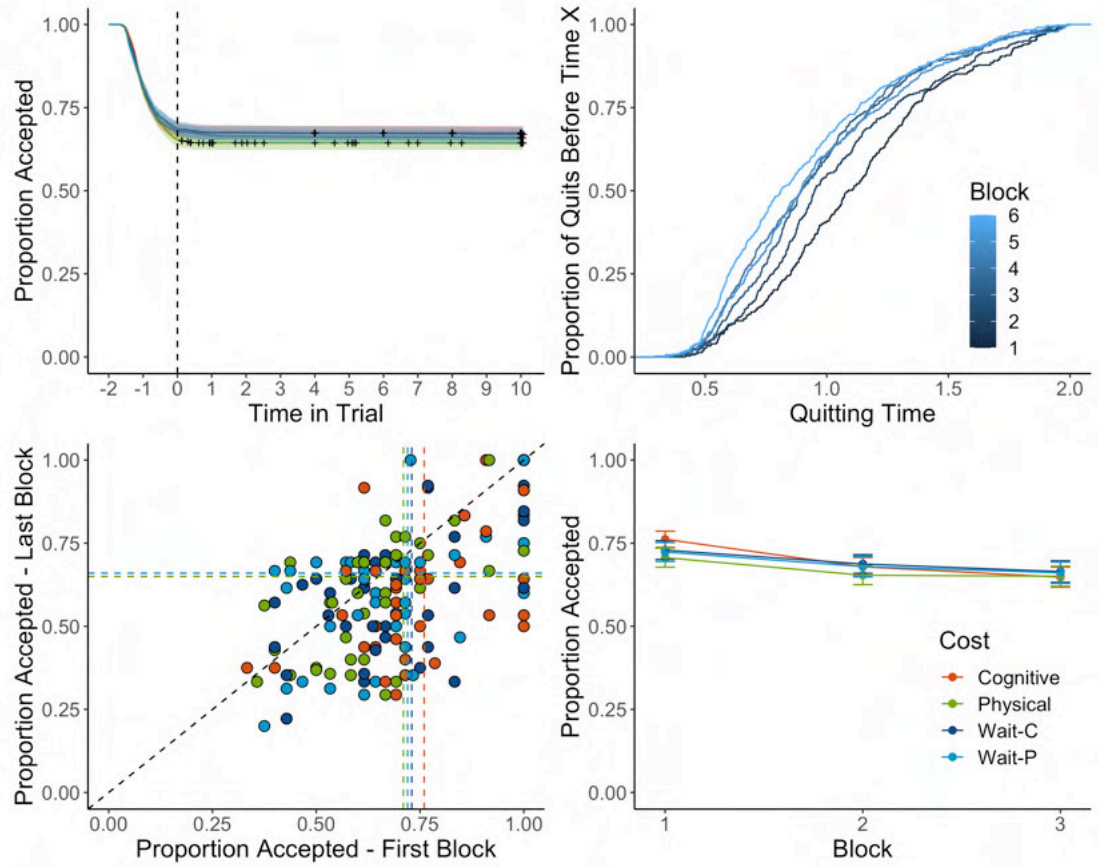 Proportion Accepted
1.00
0.75
0.50
0.25
0.00
-2 -1 0 1 2 3 4 5 6 7 8 9 10
Time in Trial
Proportion of Quits Before Time X
1.00
0.75
0.50
0.25
0.00
Block
6
5
4
3
2
1
0.5 1.0 1.5 2.0
Quitting Time
Proportion Accepted - Last Block
1.00
0.75
0.50
0.25
0.00
0.00 0.25 0.50 0.75 1.00
Proportion Accepted - First Block
Proportion Accepted
1.00
0.75
0.50
0.25
0.00
Cost
Cognitive
Physical
Wait-C
Wait-P
1 2 3
Block